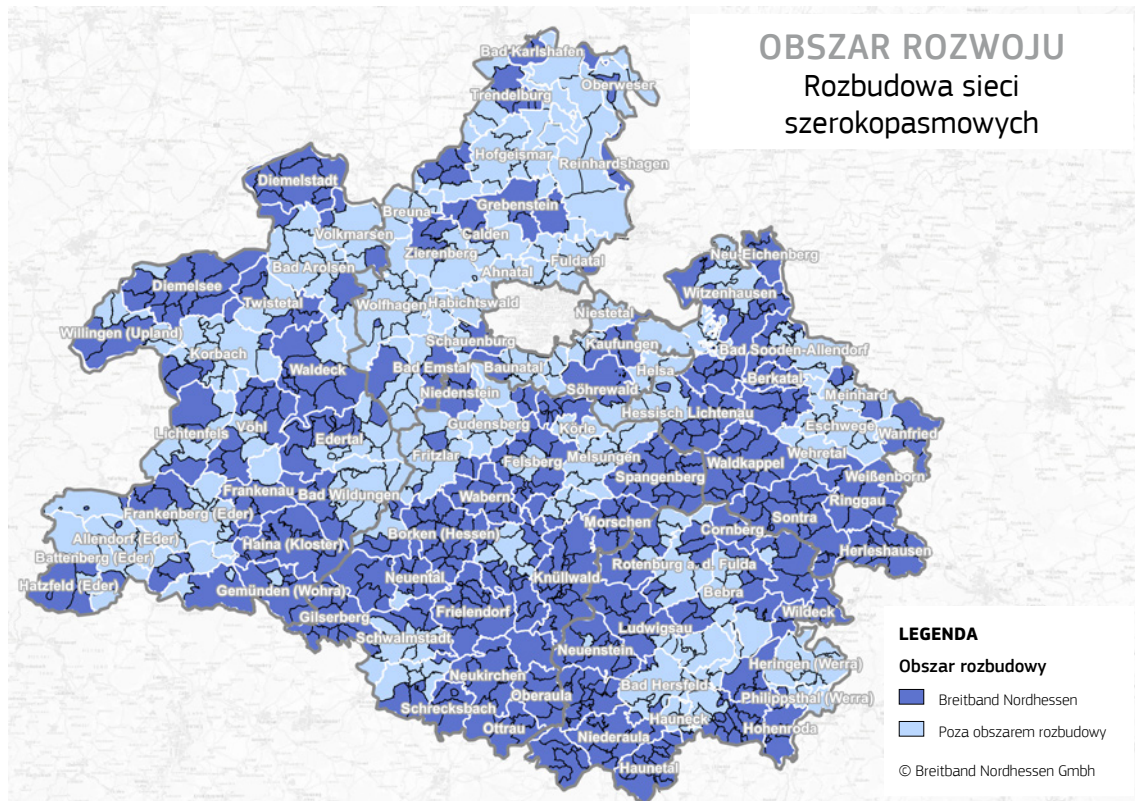 OBSZAR ROZWOJU
Rozbudowa sieci
szerokopasmowych
Bad Karlshafen
Oberweser
Trendelburg
Hofgeismar
Reinhardshagen
Diemelstadt
Grebenstein
Breuna
Volkmarsen
Calden
Zierenberg
Neu-Eichenberg
Fuldatal
Bad Arolsen
Ahnatal
Diemelsee
Witzenhausen
Twistetal
Wolfhagen
Habichtswald
Niestetal
Willingen (Upland)
Schauenburg
Kaufungen
Bad Sooden-Allendorf
Korbach
Waldeck
Bad Emstal
Baunatal
Helsa
Berkatal
Niedenstein
Söhrewald
Meinhard
Hessisch Lichtenau
Lichtenfels
Vöhl
Edertal
Gudensberg
Körle
Eschwege
Wanfried
Fritzlar
Felsberg
Melsungen
Wehretal
Waldkappel
Weißenborn
Spangenberg
Frankenau
Bad Wildungen
Wabern
Ringgau
Frankenberg (Eder)
Morschen
Sontra
Allendorf (Eder)
Borken (Hessen)
Cornberg
Haina (Kloster)
Herleshausen
Battenberg (Eder)
Rotenburg a. d. Fulda
Hatzfeld (Eder)
Neuental
Knüllwald
Bebra
Gemünden (Wohra)
Frielendorf
Wildeck
Gilserberg
Ludwigsau
Schwalmstadt
Neuenstein
Heringen (Werra)
Neukirchen
Bad Hersfeld
Oberaula
Philippsthal (Werra)
Schrecksbach
Hauneck
Ottrau
Hohenroda
Niederaula
Haunetal
LEGENDA
Obszar rozbudowy
Breitband Nordhessen
Poza obszarem rozbudowy
© Breitband Nordhessen Gmbh